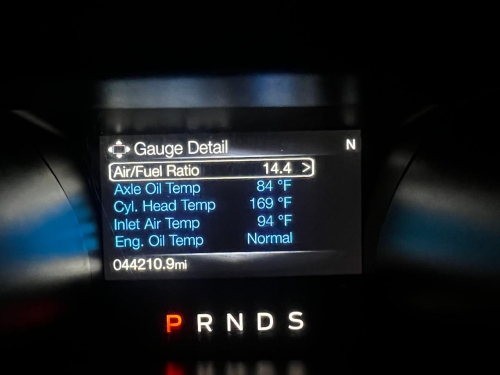 Gauge Detail N
Air/Fuel Ratio 14.4 >
Axle Oil Temp 84 °F
Cyl. Head Temp 169 °F
Inlet Air Temp 94 °F
Eng. Oil Temp Normal
044210.9mi
P R N D S